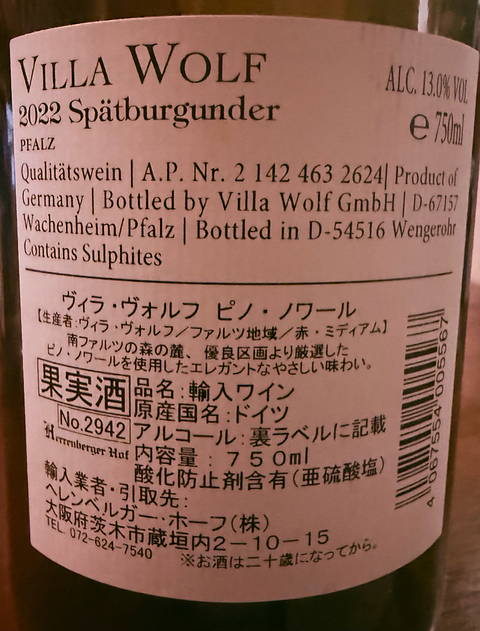 VILLA WOLF
2022 Spätburgunder
PFALZ
ALC. 13.0% VOL
℮ 750ml
Qualitätswein | A.P. Nr. 2 142 463 2624| Product of
Germany | Bottled by Villa Wolf GmbH | D-67157
Wachenheim/Pfalz | Bottled in D-54516 Wengerohr
Contains Sulphites
ヴィラ・ヴォルフ ピノ・ノワール
【生産者:ヴィラ・ヴォルフ/ファルツ地域/赤・ミディアム】
南ファルツの森の麓、優良区画より厳選した
ピノ・ノワールを使用したエレガントなやさしい味わい。
果実酒
No.2942
Herrenberger Hof
品名:輸入ワイン
原産国名:ドイツ
アルコール:裏ラベルに記載
内容量:750ml
酸化防止剤含有(亜硫酸塩)
輸入業者・引取先:
ヘレンベルガー・ホーフ(株)
大阪府茨木市蔵垣内2-10-15
TEL. 072-624-7540
※お酒は二十歳になってから。
4 067554 005567